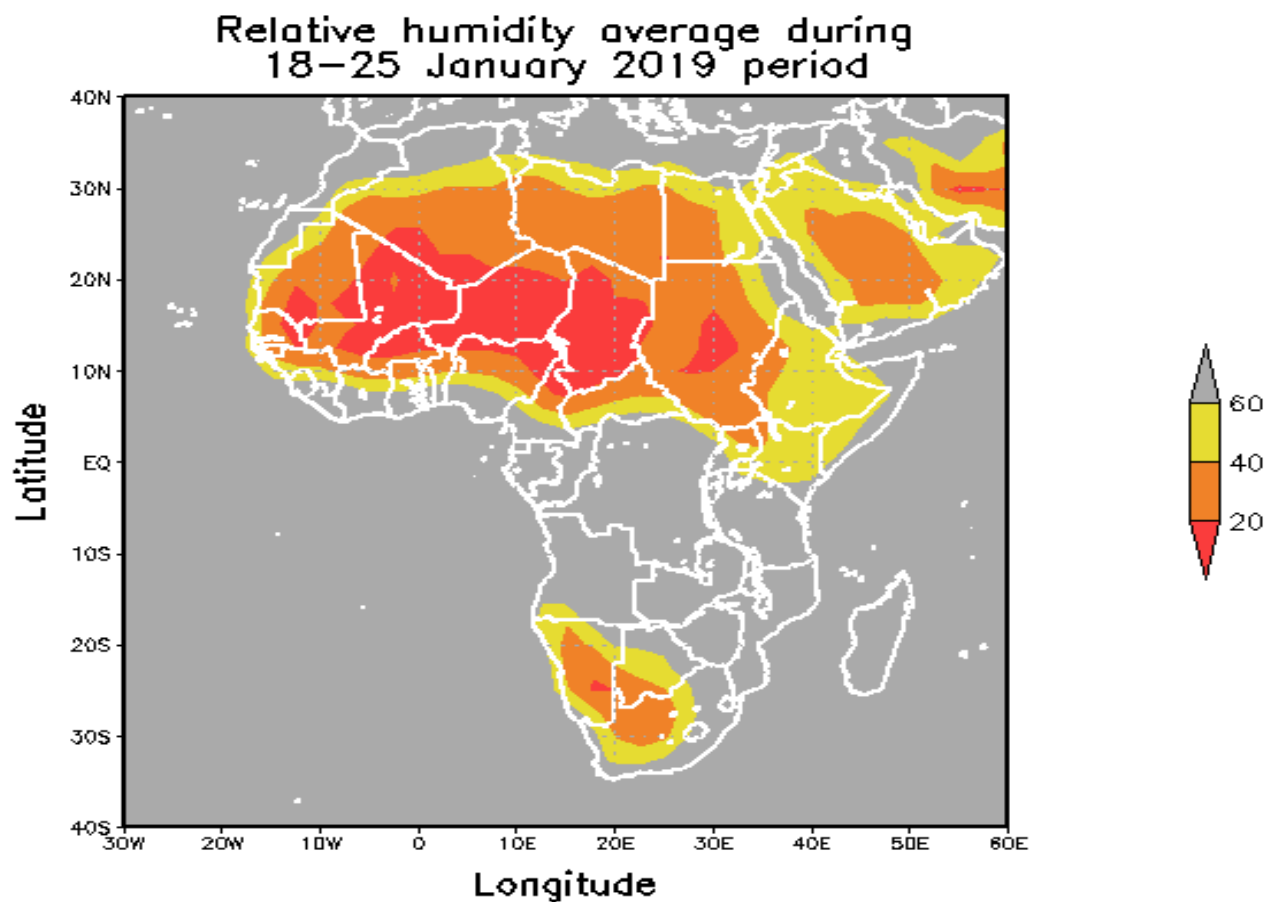 Relative humidity average during
18-25 January 2019 period
40N
30N
20N
10N
EQ
10S
20S
30S
40S
Latitude
30W 20W 10W 0 10E 20E 30E 40E 50E 60E
Longitude
60
40
20